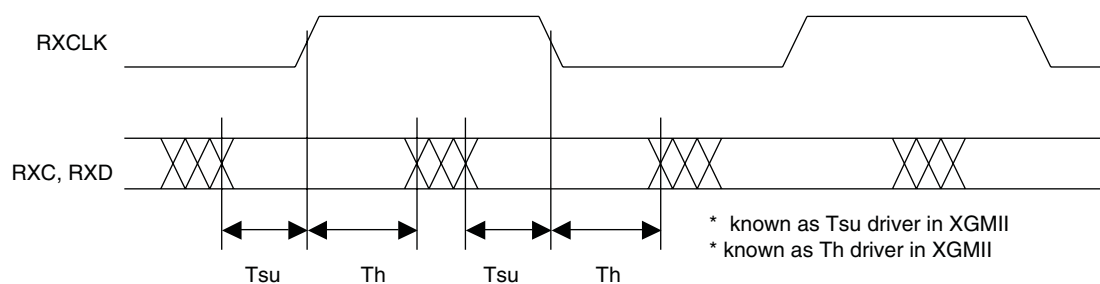 RXCLK
RXC, RXD
* known as Tsu driver in XGMII
* known as Th driver in XGMII
Tsu Th Tsu Th